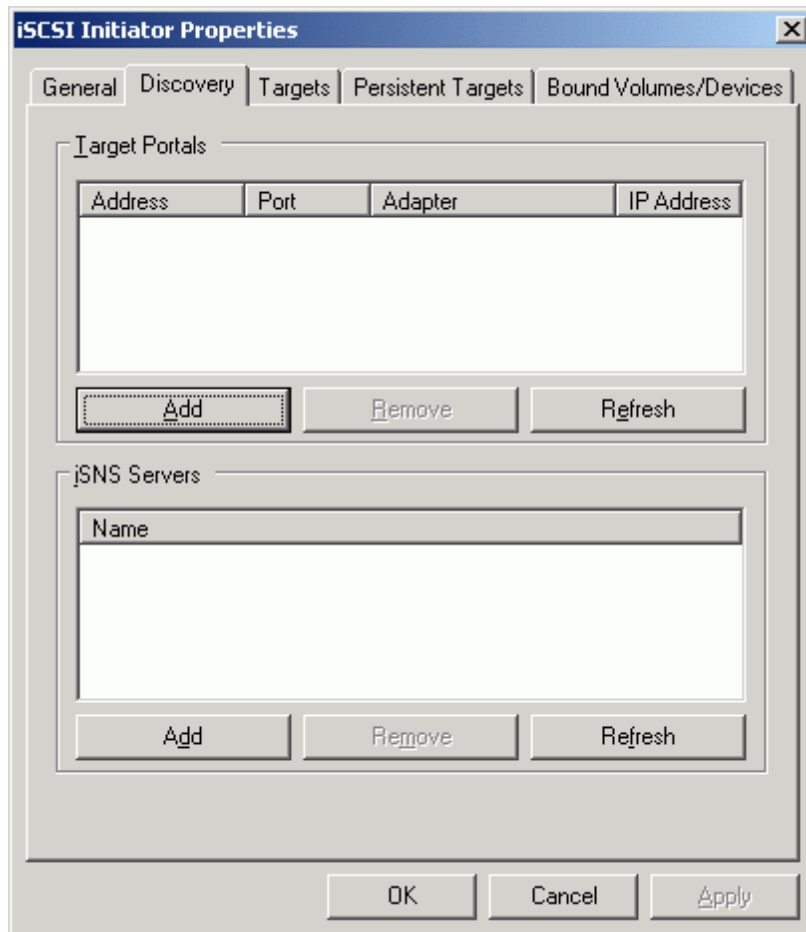 iSCSI Initiator Properties
General Discovery Targets Persistent Targets Bound Volumes/Devices
Target Portals
Address Port Adapter IP Address
Add Remove Refresh
iSNS Servers
Name
Add Remove Refresh
OK Cancel Apply